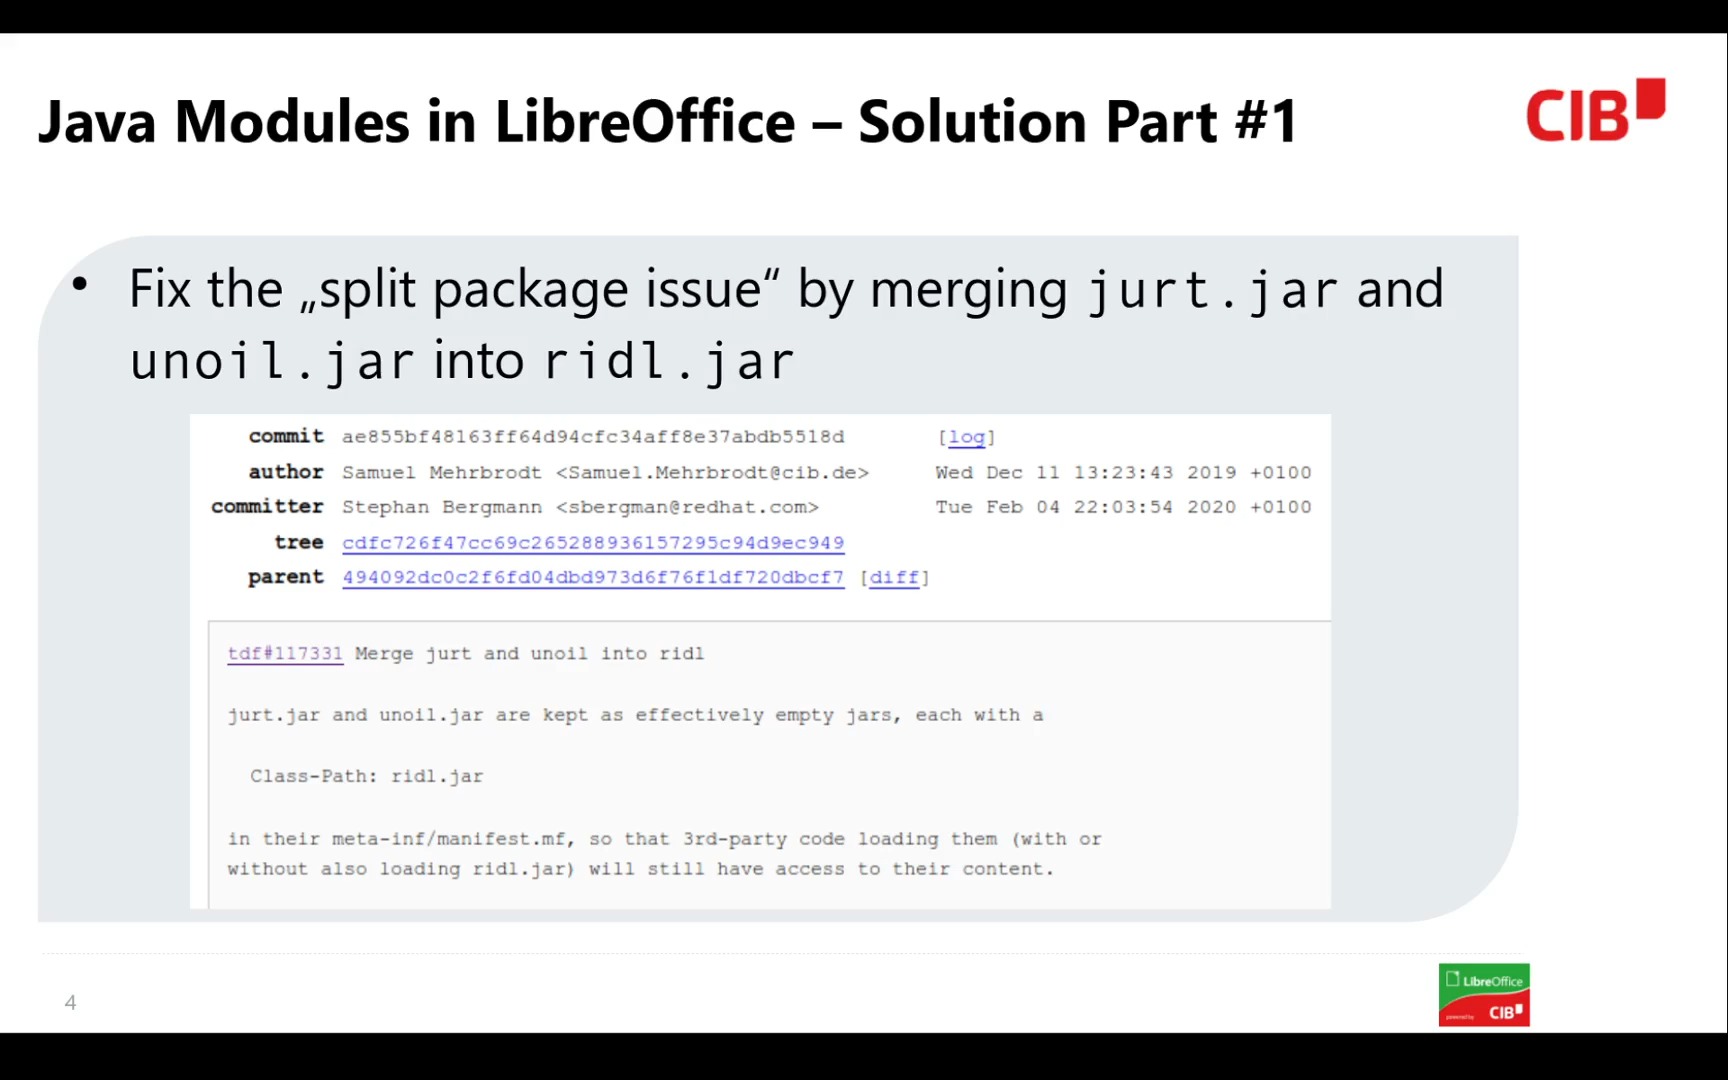 Java Modules in LibreOffice – Solution Part #1
CIB
• Fix the „split package issue“ by merging jurt.jar and
unoil.jar into ridl.jar
commit ae855bf48163ff64d94cfc34aff8e37abdb5518d [log]
author Samuel Mehrbrodt <Samuel.Mehrbrodt@cib.de> Wed Dec 11 13:23:43 2019 +0100
committer Stephan Bergmann <sbergman@redhat.com> Tue Feb 04 22:03:54 2020 +0100
tree cdfc726f47cc69c265288936157295c94d9ec949
parent 494092dc0c2f6fd04dbd973d6f76f1df720dbcf7 [diff]
tdf#117331 Merge jurt and unoil into ridl
jurt.jar and unoil.jar are kept as effectively empty jars, each with a
Class-Path: ridl.jar
in their meta-inf/manifest.mf, so that 3rd-party code loading them (with or
without also loading ridl.jar) will still have access to their content.
4
LibreOffice
powered by CIB